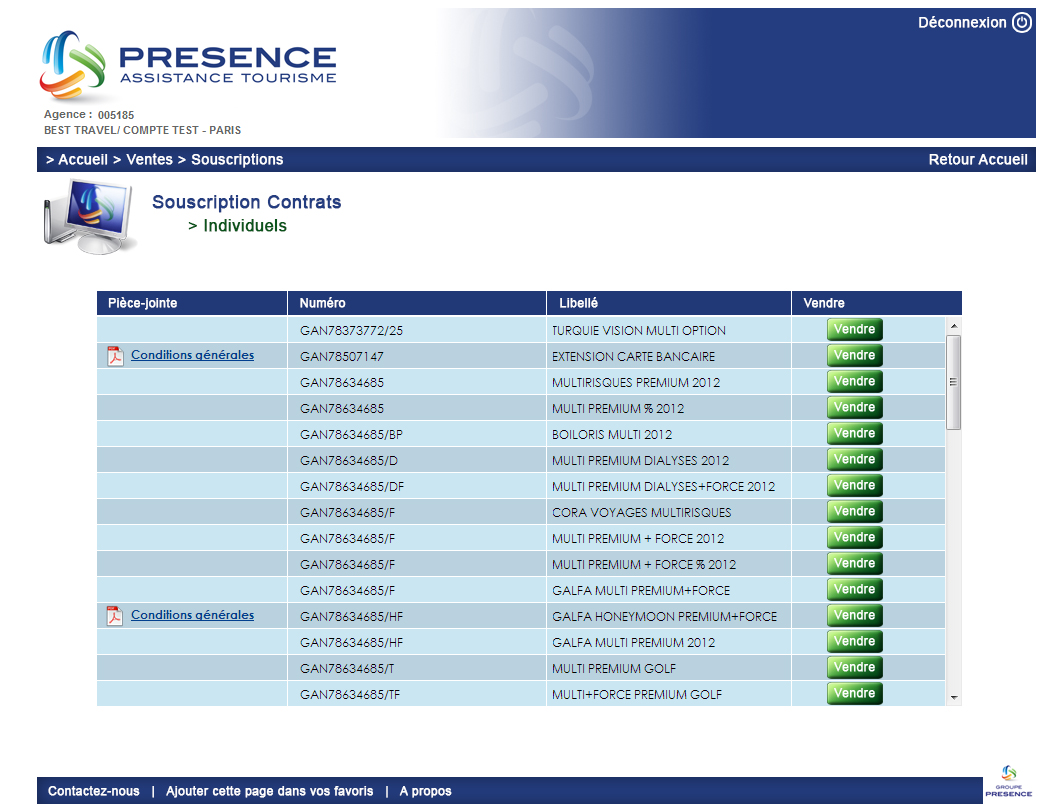 Déconnexion
PRESENCE
ASSISTANCE TOURISME
Agence : 005185
BEST TRAVEL/ COMPTE TEST - PARIS
> Accueil > Ventes > Souscriptions Retour Accueil
Souscription Contrats
> Individuels
Pièce-jointe Numéro Libellé Vendre
GAN78373772/25 TURQUIE VISION MULTI OPTION Vendre
Conditions générales GAN78507147 EXTENSION CARTE BANCAIRE Vendre
GAN78634685 MULTIRISQUES PREMIUM 2012 Vendre
GAN78634685 MULTI PREMIUM % 2012 Vendre
GAN78634685/BP BOILORIS MULTI 2012 Vendre
GAN78634685/D MULTI PREMIUM DIALYSES 2012 Vendre
GAN78634685/DF MULTI PREMIUM DIALYSES+FORCE 2012 Vendre
GAN78634685/F CORA VOYAGES MULTIRISQUES Vendre
GAN78634685/F MULTI PREMIUM + FORCE 2012 Vendre
GAN78634685/F MULTI PREMIUM + FORCE % 2012 Vendre
GAN78634685/F GALFA MULTI PREMIUM+FORCE Vendre
Conditions générales GAN78634685/HF GALFA HONEYMOON PREMIUM+FORCE Vendre
GAN78634685/HF GALFA MULTI PREMIUM 2012 Vendre
GAN78634685/T MULTI PREMIUM GOLF Vendre
GAN78634685/TF MULTI+FORCE PREMIUM GOLF Vendre
Contactez-nous | Ajouter cette page dans vos favoris | A propos
GROUPE
PRESENCE